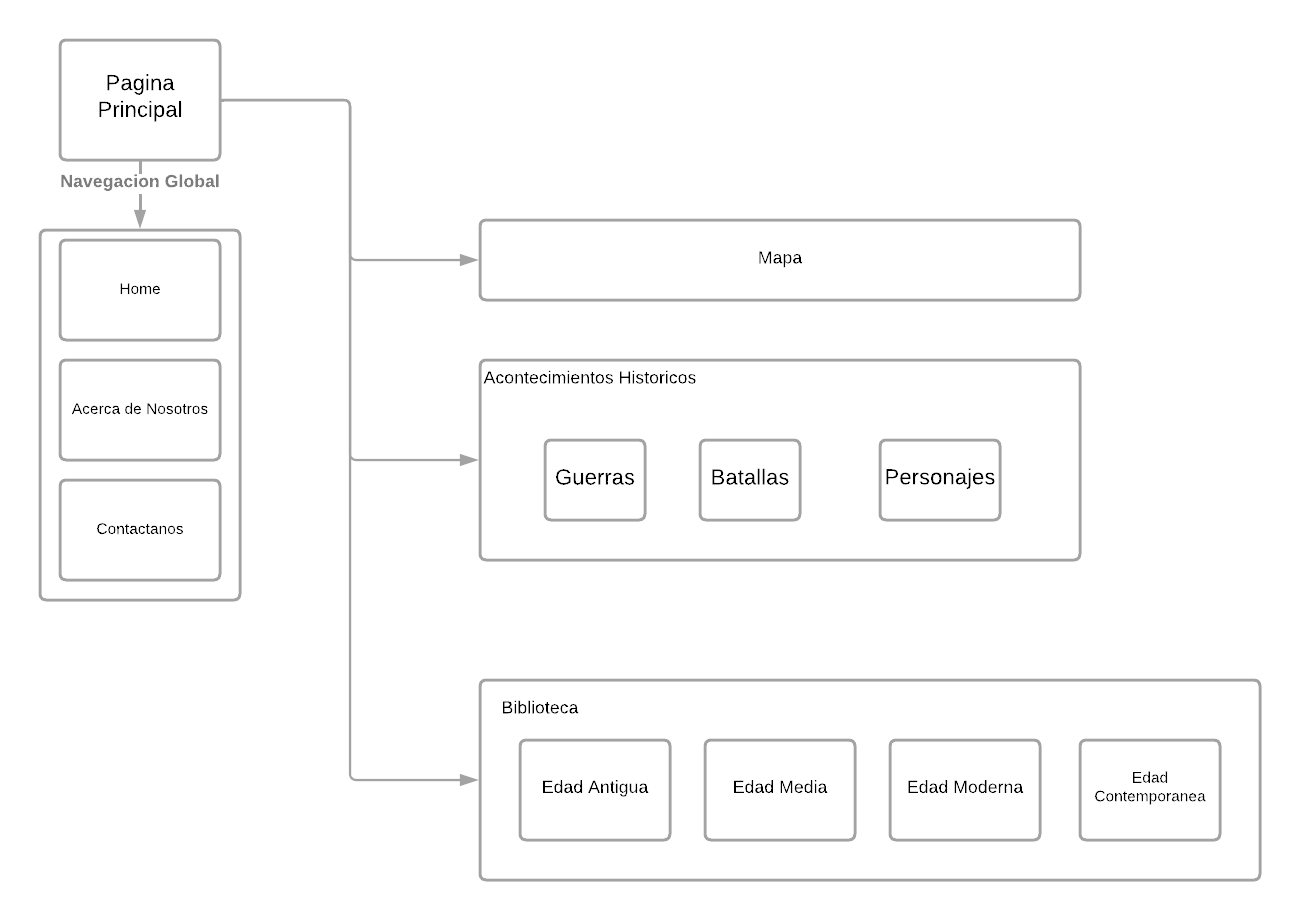 Pagina
Principal
Navegacion Global
Home
Acerca de Nosotros
Contactanos
Mapa
Acontecimientos Historicos
Guerras
Batallas
Personajes
Biblioteca
Edad Antigua
Edad Media
Edad Moderna
Edad
Contemporanea